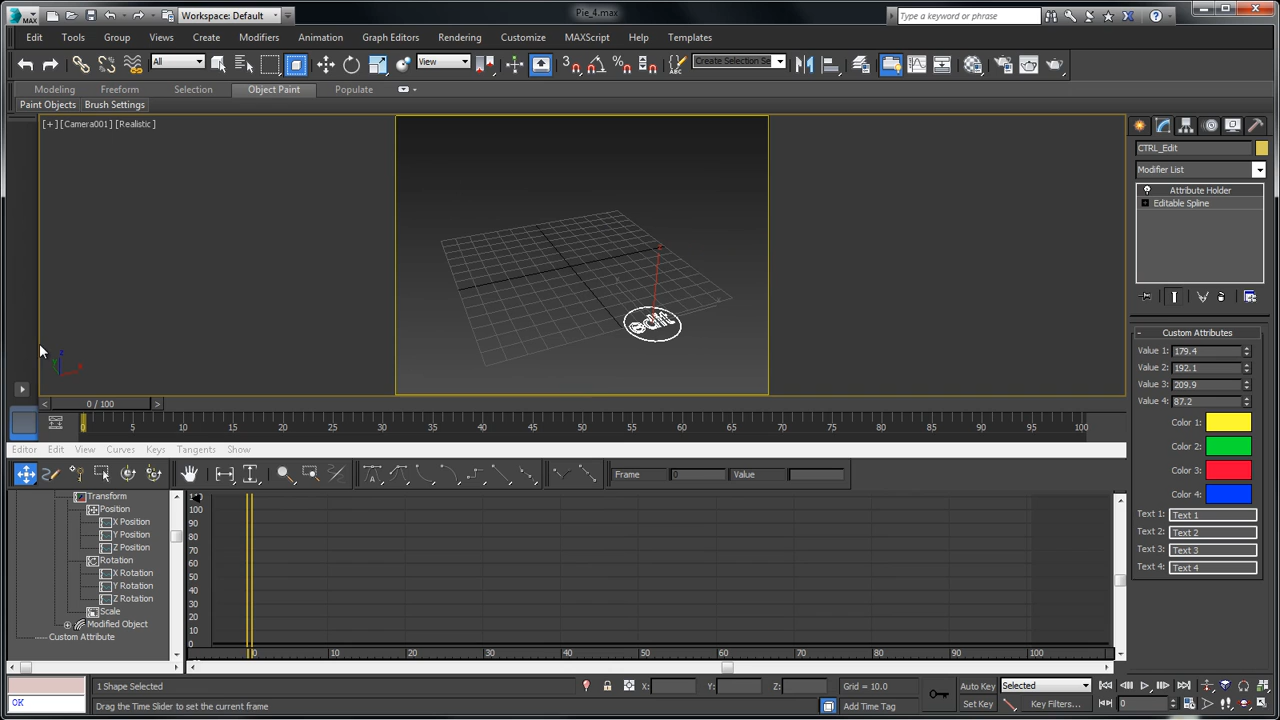 MAX
Workspace: Default
Pie_4.max
Type a keyword or phrase
Edit Tools Group Views Create Modifiers Animation Graph Editors Rendering Customize MAXScript Help Templates
All
View
Create Selection Se
Modeling Freeform Selection Object Paint Populate
Paint Objects Brush Settings
[+] [Camera001] [Realistic]
edit
CTRL_Edit
Modifier List
Attribute Holder
Editable Spline
- Custom Attributes
Value 1: 179.4
Value 2: 192.1
Value 3: 209.9
Value 4: 87.2
Color 1:
Color 2:
Color 3:
Color 4:
Text 1: Text 1
Text 2: Text 2
Text 3: Text 3
Text 4: Text 4
< 0 / 100 >
0 5 10 15 20 25 30 35 40 45 50 55 60 65 70 75 80 85 90 95 100
Editor Edit View Curves Keys Tangents Show
Frame 0 Value
Transform
Position
X Position
Y Position
Z Position
Rotation
X Rotation
Y Rotation
Z Rotation
Scale
Modified Object
Custom Attribute
100
90
80
70
60
50
40
30
20
10
0
0 10 20 30 40 50 60 70 80 90 100
1 Shape Selected X: Y: Z: Grid = 10.0 Auto Key Selected
OK Drag the Time Slider to set the current frame Add Time Tag Set Key Key Filters... 0